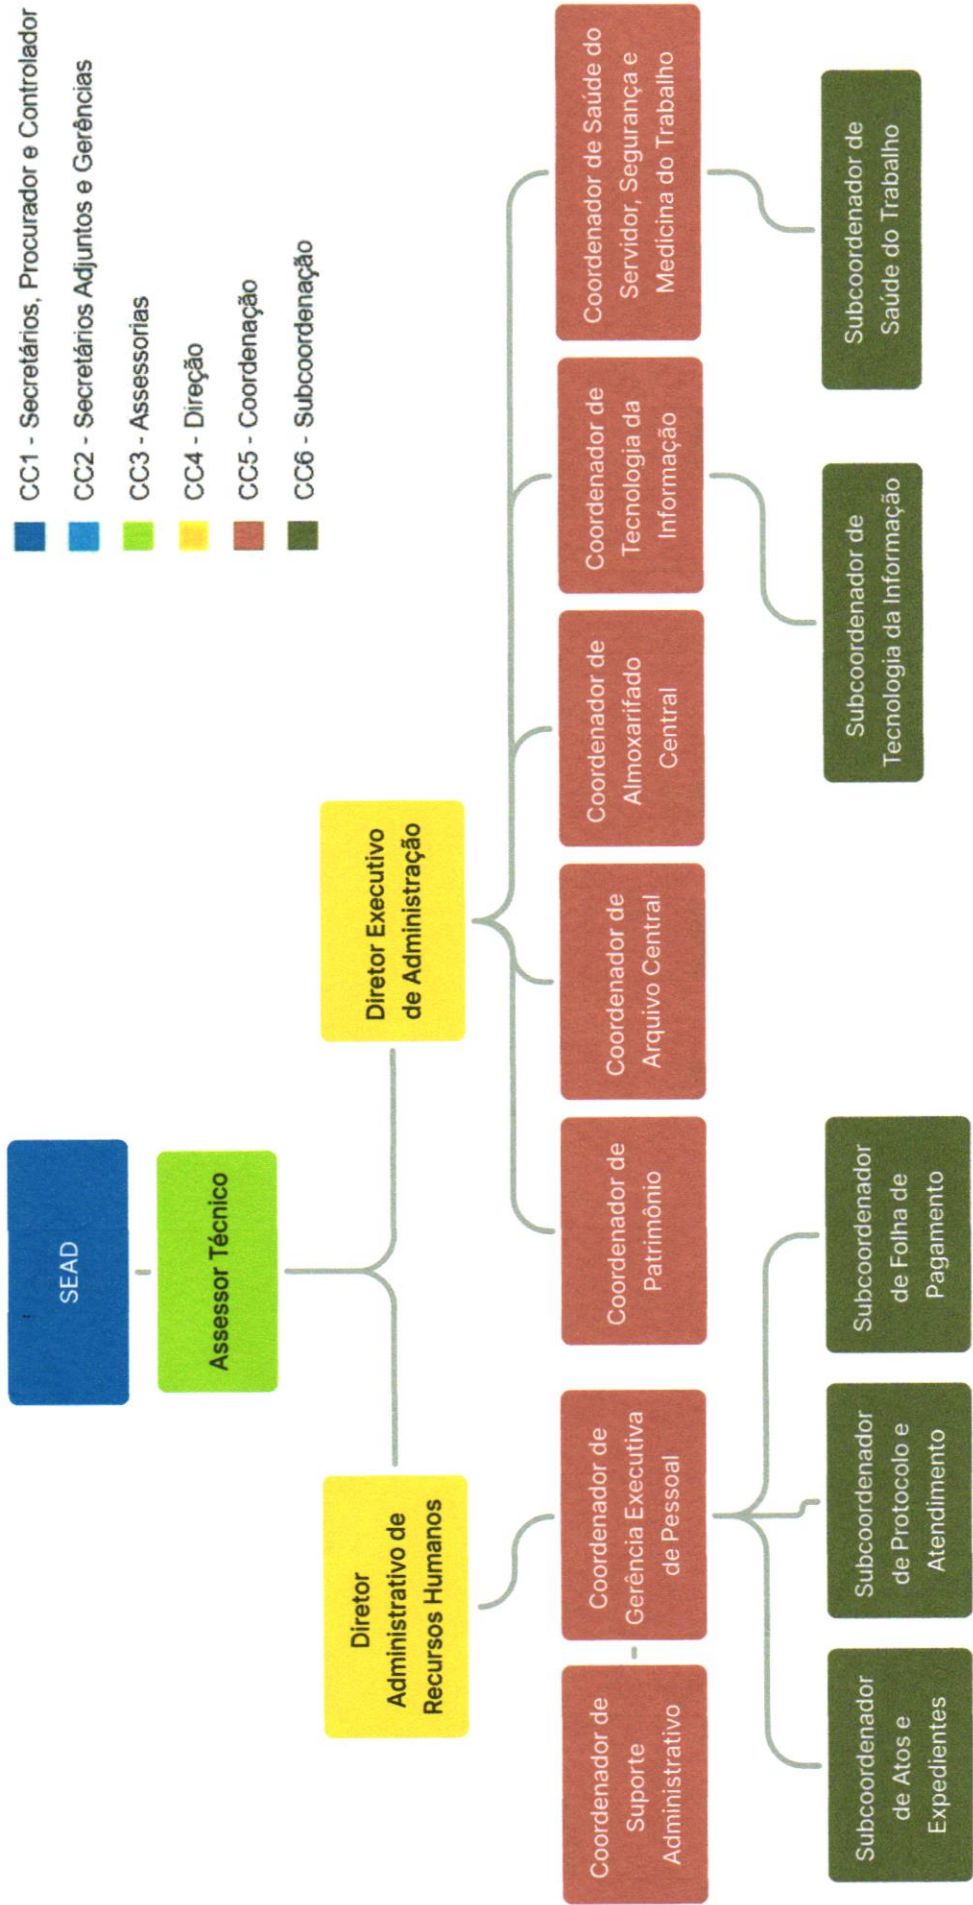 CC1 - Secretários, Procurador e Controlador
CC2 - Secretários Adjuntos e Gerências
CC3 - Assessorias
CC4 - Direção
CC5 - Coordenação
CC6 - Subcoordenação
SEAD
Assessor Técnico
Diretor
Administrativo de
Recursos Humanos
Diretor Executivo
de Administração
Coordenador de
Suporte
Administrativo
Coordenador de
Gerência Executiva
de Pessoal
Coordenador de
Patrimônio
Coordenador de
Arquivo Central
Coordenador de
Almoxarifado
Central
Coordenador de
Tecnologia da
Informação
Coordenador de Saúde do
Servidor, Segurança e
Medicina do Trabalho
Subcoordenador
de Atos e
Expedientes
Subcoordenador
de Protocolo e
Atendimento
Subcoordenador
de Folha de
Pagamento
Subcoordenador de
Tecnologia da Informação
Subcoordenador de
Saúde do Trabalho